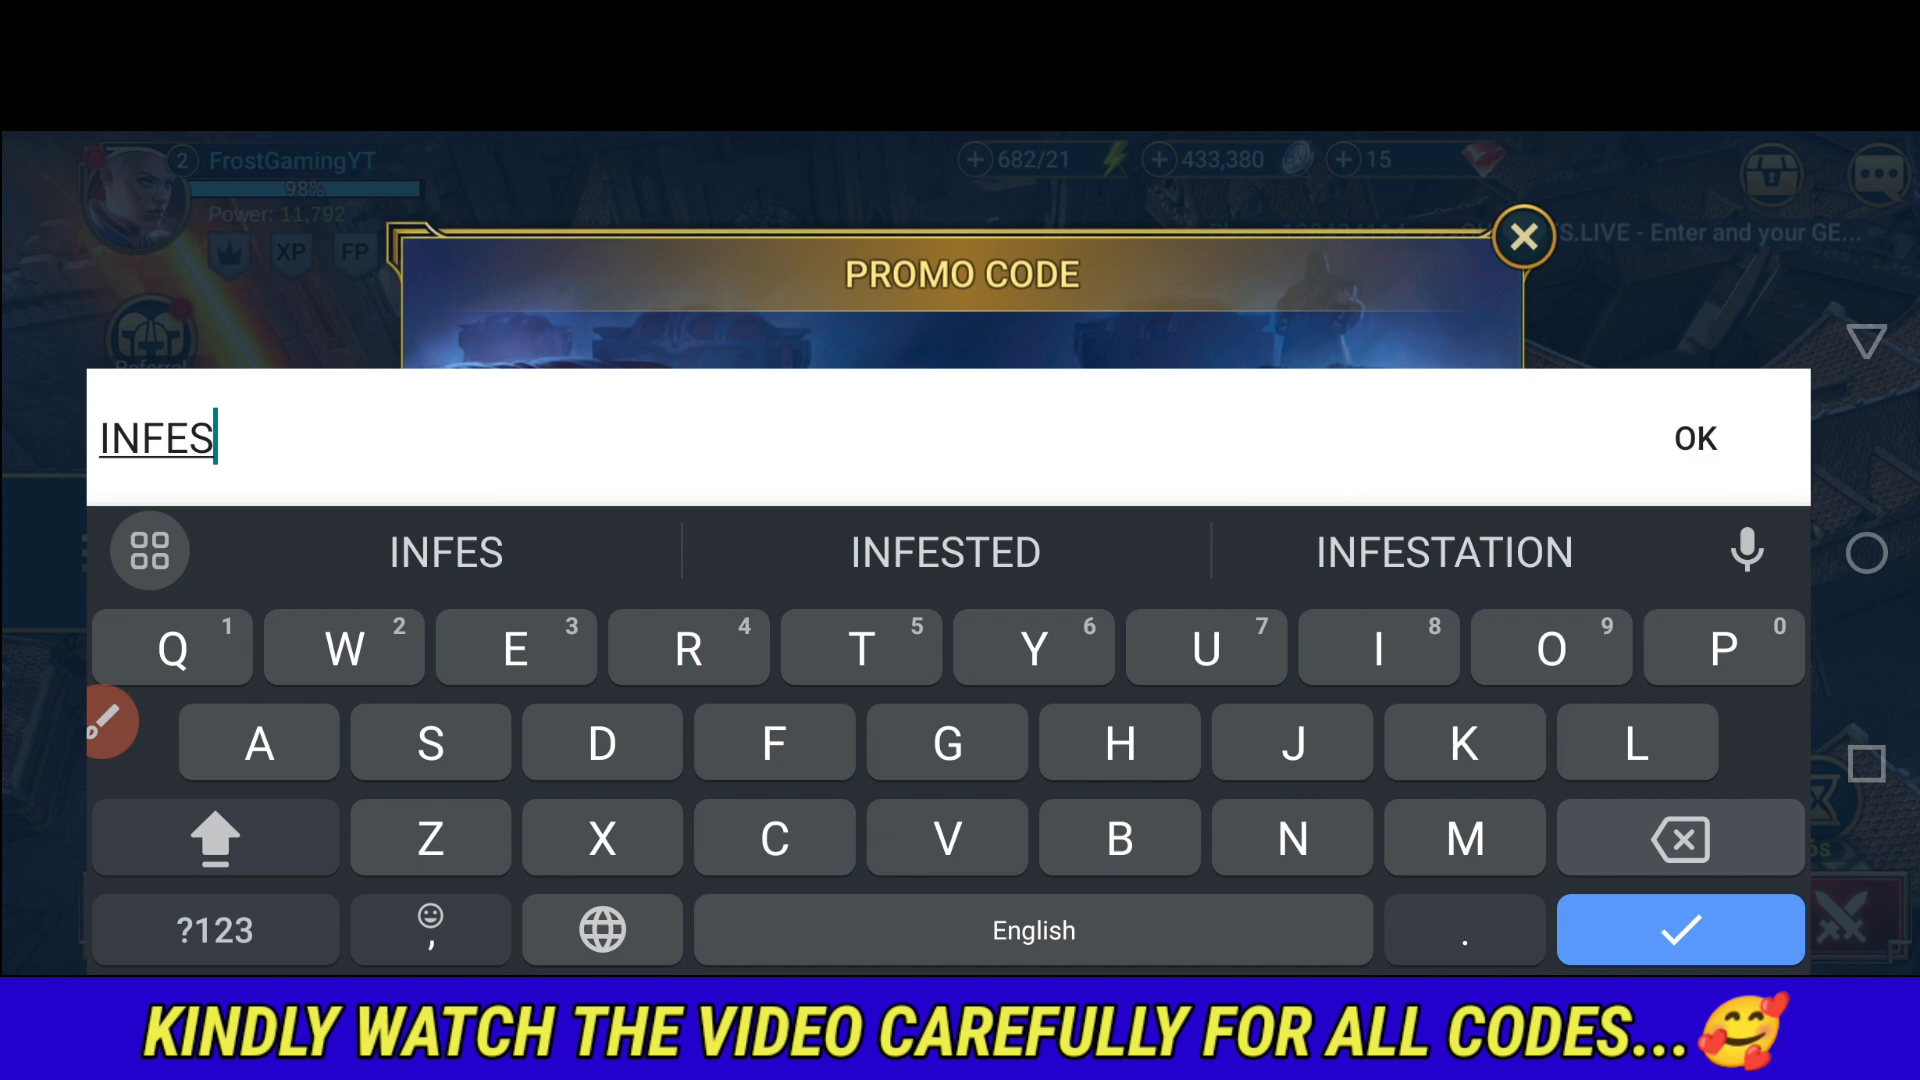 2 FrostGamingYT
682/21
433,380
15
98%
Power: 11,792
XP FP
S.LIVE - Enter and your GE...
PROMO CODE
Referral
INFES
OK
INFES INFESTED INFESTATION
Q 1 W 2 E 3 R 4 T 5 Y 6 U 7 I 8 O 9 P 0
A S D F G H J K L
Z X C V B N M
?123 , English .
KINDLY WATCH THE VIDEO CAREFULLY FOR ALL CODES...🥰